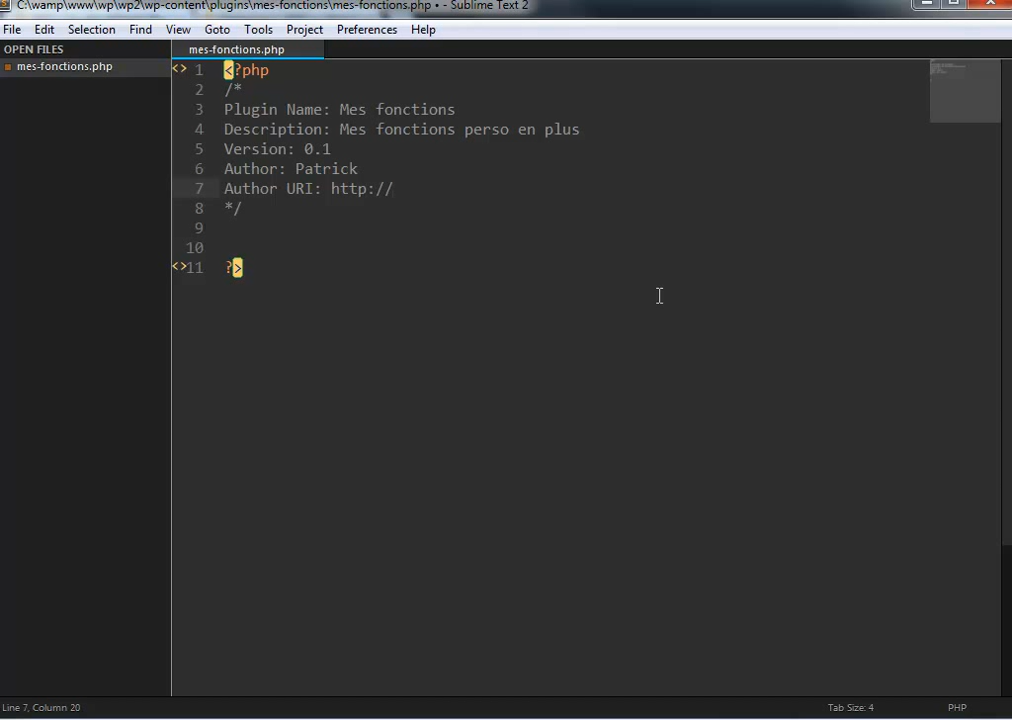 C:\wamp\www\wp\wp2\wp-content\plugins\mes-fonctions\mes-fonctions.php • - Sublime Text 2
File Edit Selection Find View Goto Tools Project Preferences Help
OPEN FILES
mes-fonctions.php
mes-fonctions.php
1 <?php
2 /*
3 Plugin Name: Mes fonctions
4 Description: Mes fonctions perso en plus
5 Version: 0.1
6 Author: Patrick
7 Author URI: http://
8 */
9
10
11 ?>
Line 7, Column 20
Tab Size: 4
PHP